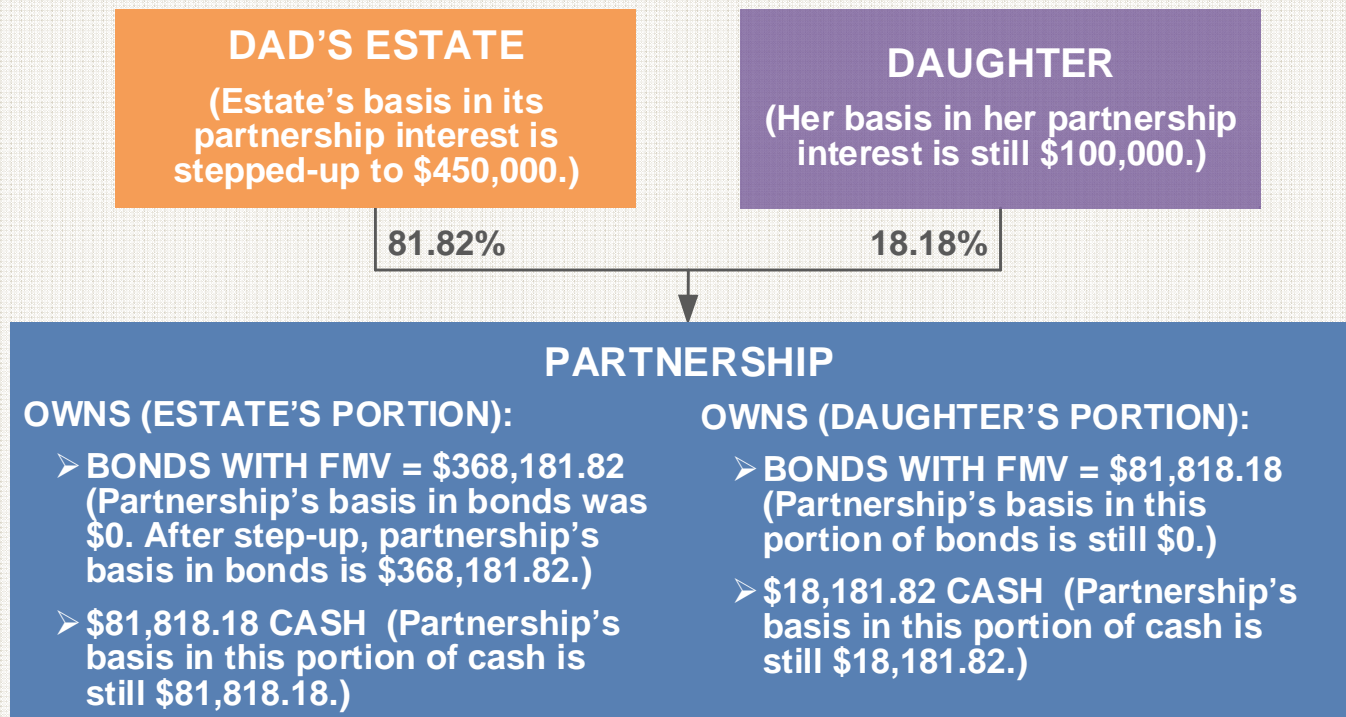 DAD'S ESTATE
(Estate's basis in its
partnership interest is
stepped-up to $450,000.)
DAUGHTER
(Her basis in her partnership
interest is still $100,000.)
81.82%
18.18%
PARTNERSHIP
OWNS (ESTATE'S PORTION):
➢ BONDS WITH FMV = $368,181.82
(Partnership's basis in bonds was
$0. After step-up, partnership's
basis in bonds is $368,181.82.)
➢ $81,818.18 CASH (Partnership's
basis in this portion of cash is
still $81,818.18.)
OWNS (DAUGHTER'S PORTION):
➢ BONDS WITH FMV = $81,818.18
(Partnership's basis in this
portion of bonds is still $0.)
➢ $18,181.82 CASH (Partnership's
basis in this portion of cash is
still $18,181.82.)